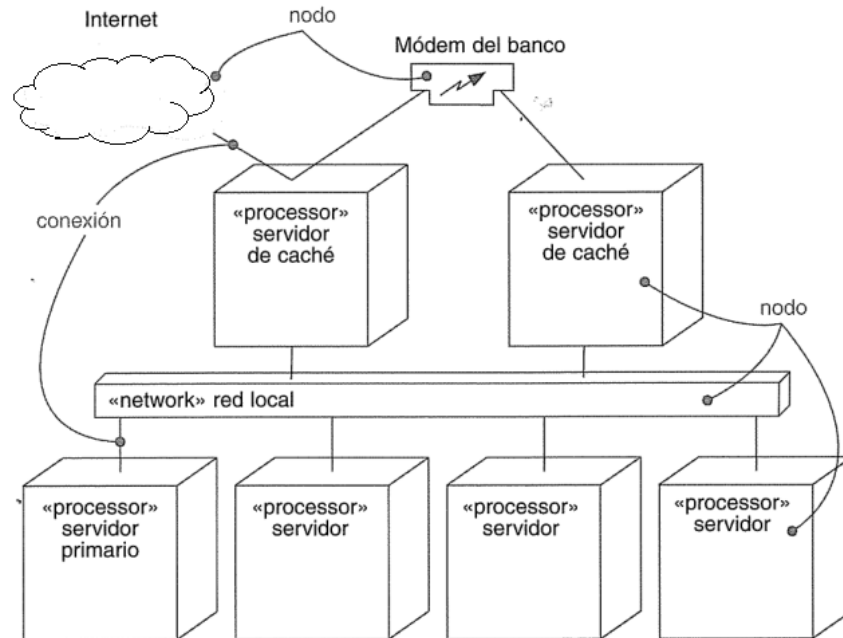 Internet
nodo
Módem del banco
«processor»
servidor
de caché
«processor»
servidor
de caché
conexión
nodo
«network» red local
«processor»
servidor
primario
«processor»
servidor
«processor»
servidor
«processor»
servidor